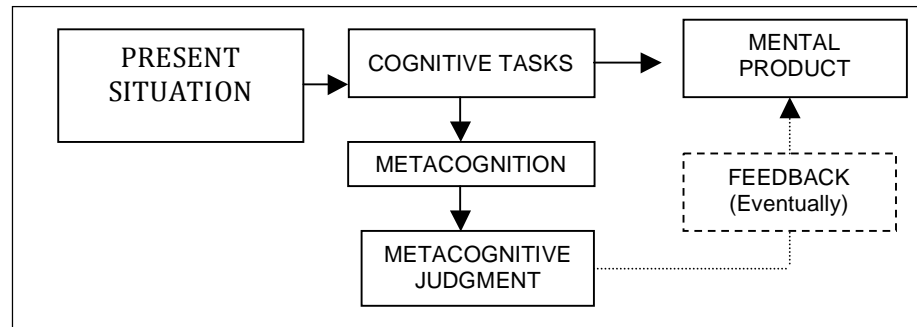 PRESENT
SITUATION
COGNITIVE TASKS
MENTAL
PRODUCT
METACOGNITION
FEEDBACK
(Eventually)
METACOGNITIVE
JUDGMENT